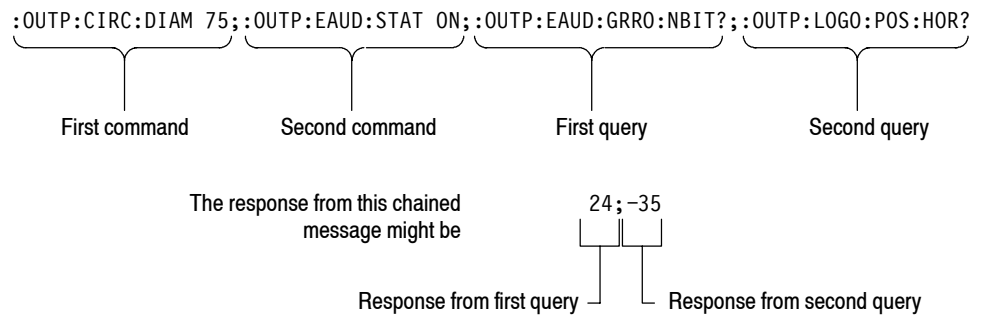 :OUTP:CIRC:DIAM 75;:OUTP:EAUD:STAT ON;:OUTP:EAUD:GRRO:NBIT?;:OUTP:LOGO:POS:HOR?
First command Second command First query Second query
The response from this chained 24;-35
message might be
Response from first query Response from second query